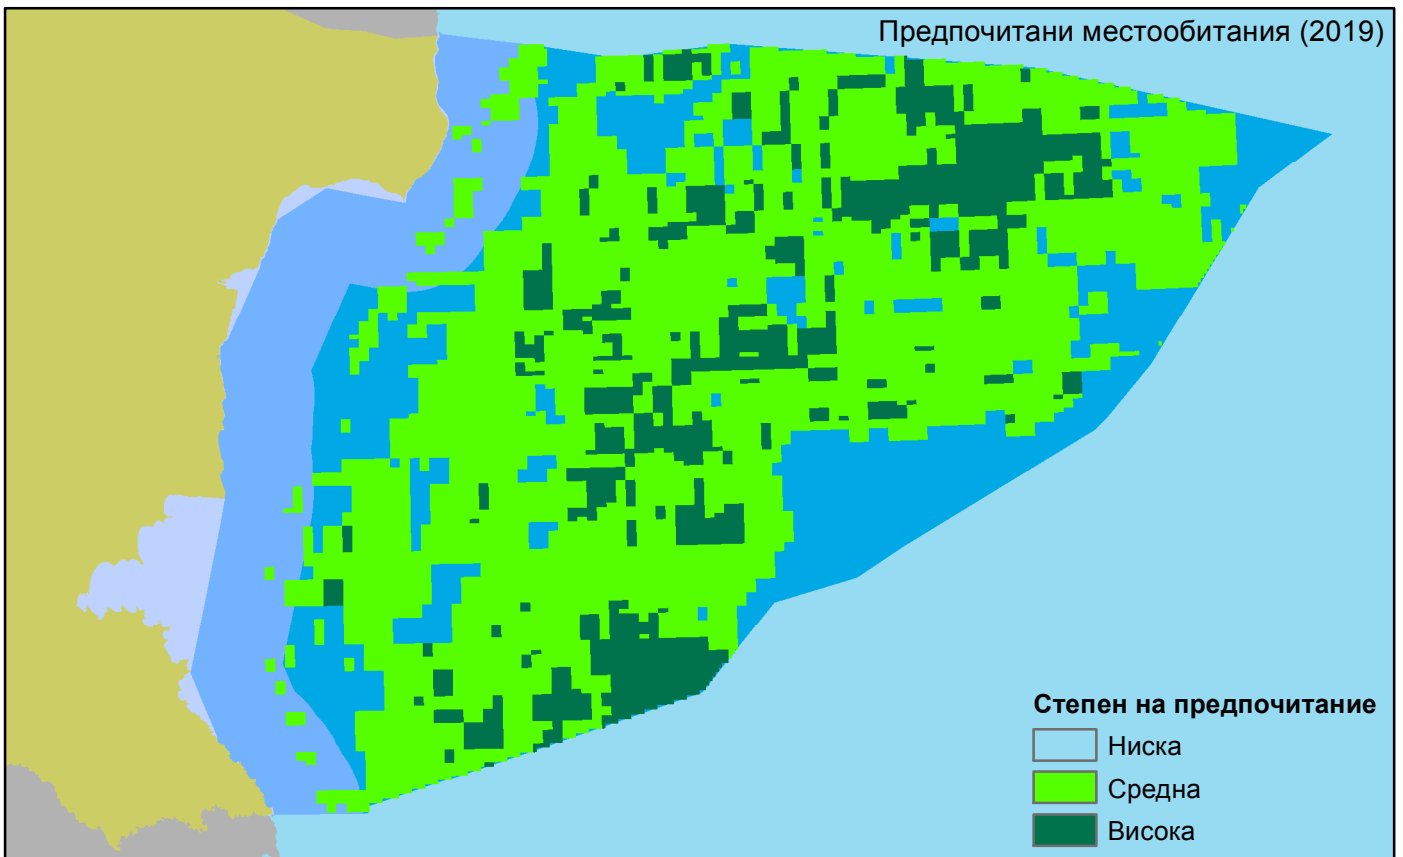 Предпочитани местообитания (2019)
Степен на предпочитание
Ниска
Средна
Висока